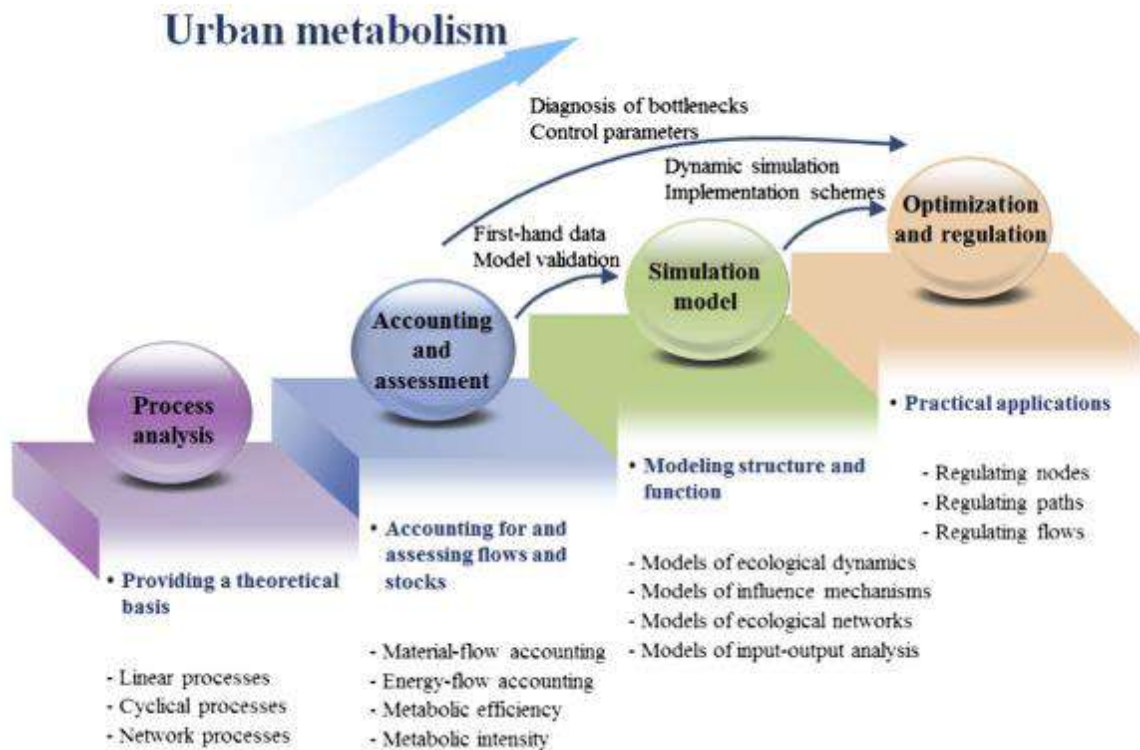 Urban metabolism
Diagnosis of bottlenecks
Control parameters
Dynamic simulation
Implementation schemes
First-hand data
Model validation
Process
analysis
Accounting
and
assessment
Simulation
model
Optimization
and regulation
• Providing a theoretical
basis
- Linear processes
- Cyclical processes
- Network processes
• Accounting for and
assessing flows and
stocks
- Material-flow accounting
- Energy-flow accounting
- Metabolic efficiency
- Metabolic intensity
• Modeling structure and
function
- Models of ecological dynamics
- Models of influence mechanisms
- Models of ecological networks
- Models of input-output analysis
• Practical applications
- Regulating nodes
- Regulating paths
- Regulating flows